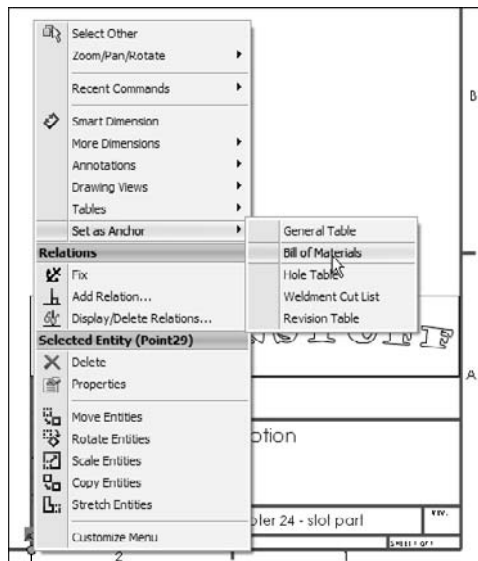 Select Other
Zoom/Pan/Rotate
Recent Commands
B
Smart Dimension
More Dimensions
Annotations
Drawing Views
Tables
Set as Anchor
General Table
Bill of Materials
Hole Table
Weldment Cut List
Revision Table
Relations
Fix
Add Relation...
Display/Delete Relations...
Selected Entity (Point29)
A
Delete
Properties
Move Entities
Rotate Entities
ption
Scale Entities
Copy Entities
Stretch Entities
pter 24 - slot part
REV.
Customize Menu
2
1